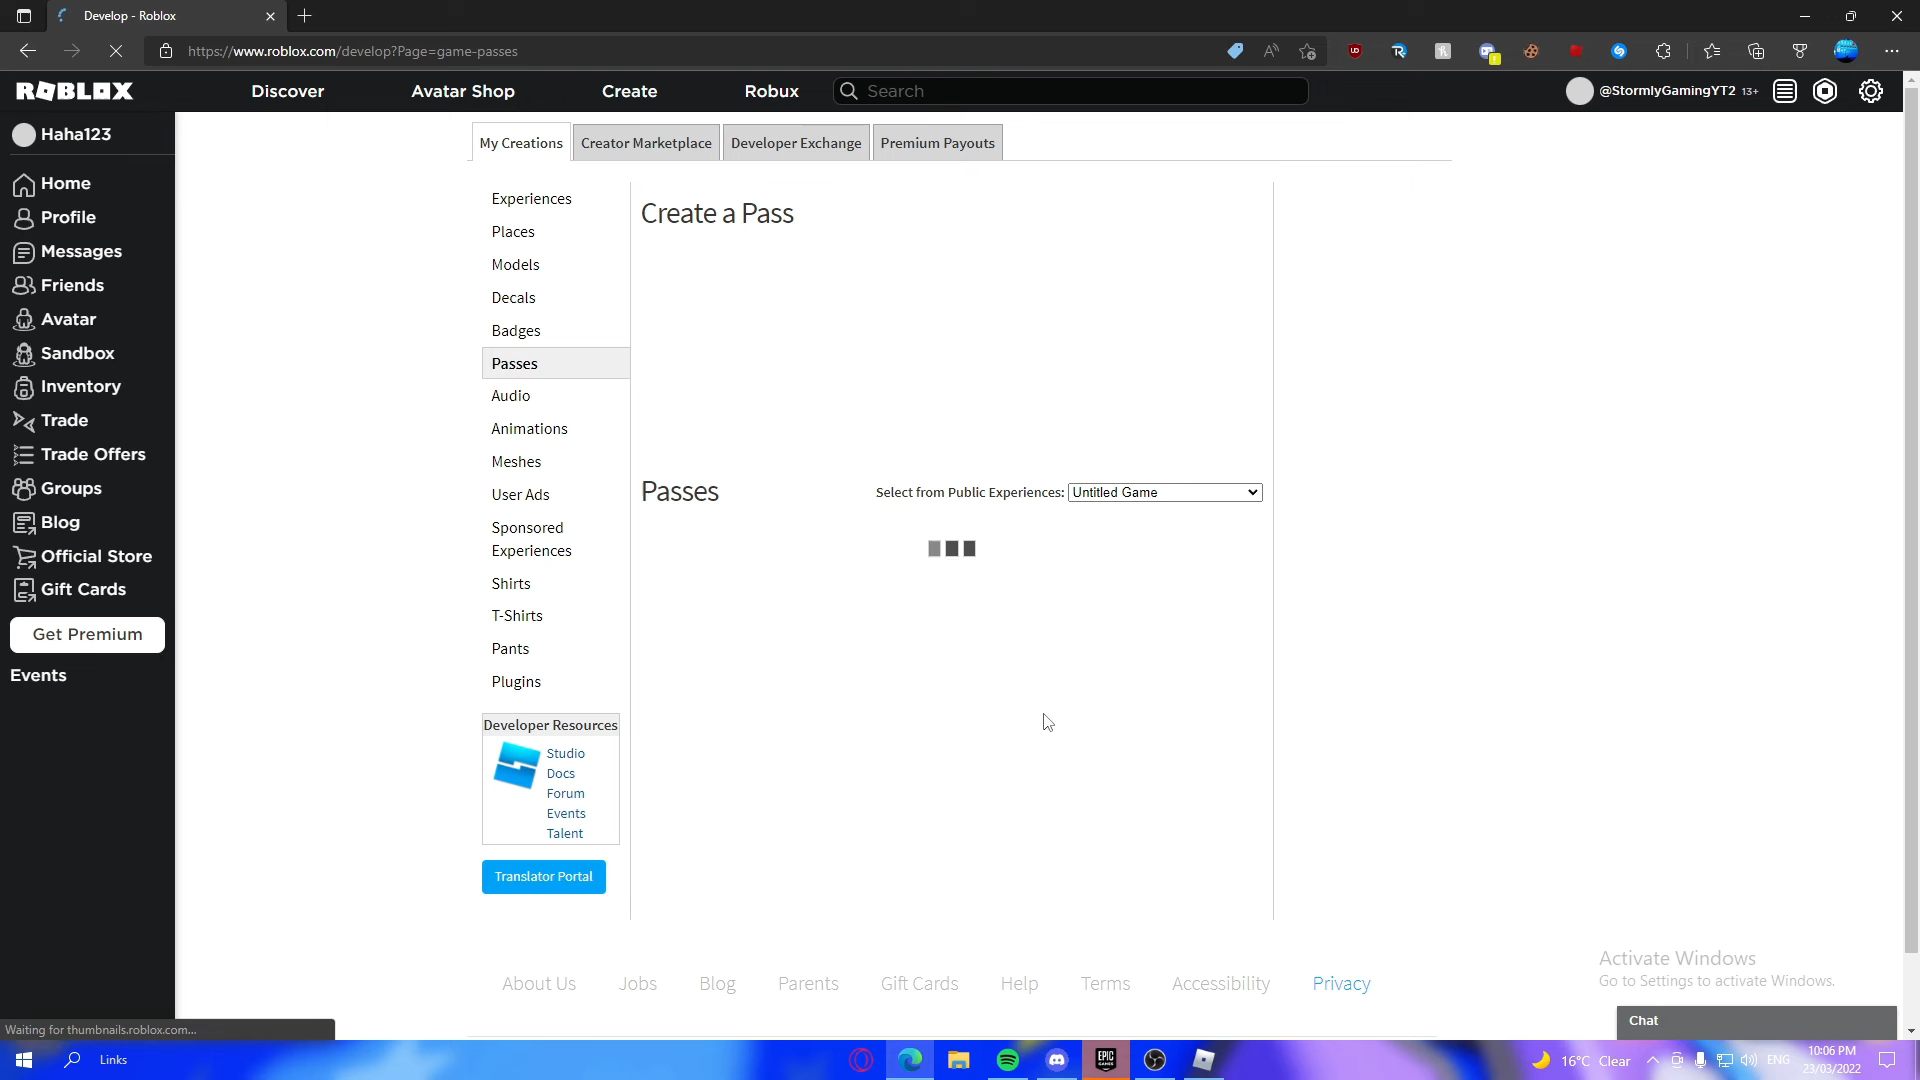 Develop - Roblox
https://www.roblox.com/develop?Page=game-passes
ROBLOX
Discover
Avatar Shop
Create
Robux
Search
@StormlyGamingYT2 13+
Haha123
Home
Profile
Messages
Friends
Avatar
Sandbox
Inventory
Trade
Trade Offers
Groups
Blog
Official Store
Gift Cards
Get Premium
Events
My Creations
Creator Marketplace
Developer Exchange
Premium Payouts
Experiences
Places
Models
Decals
Badges
Passes
Audio
Animations
Meshes
User Ads
Sponsored
Experiences
Shirts
T-Shirts
Pants
Plugins
Developer Resources
Studio
Docs
Forum
Events
Talent
Translator Portal
Create a Pass
Passes
Select from Public Experiences: Untitled Game
About Us
Jobs
Blog
Parents
Gift Cards
Help
Terms
Accessibility
Privacy
Activate Windows
Go to Settings to activate Windows.
Chat
Waiting for thumbnails.roblox.com...
Links
EPIC
GAMES
16°C Clear
ENG
10:06 PM
23/03/2022